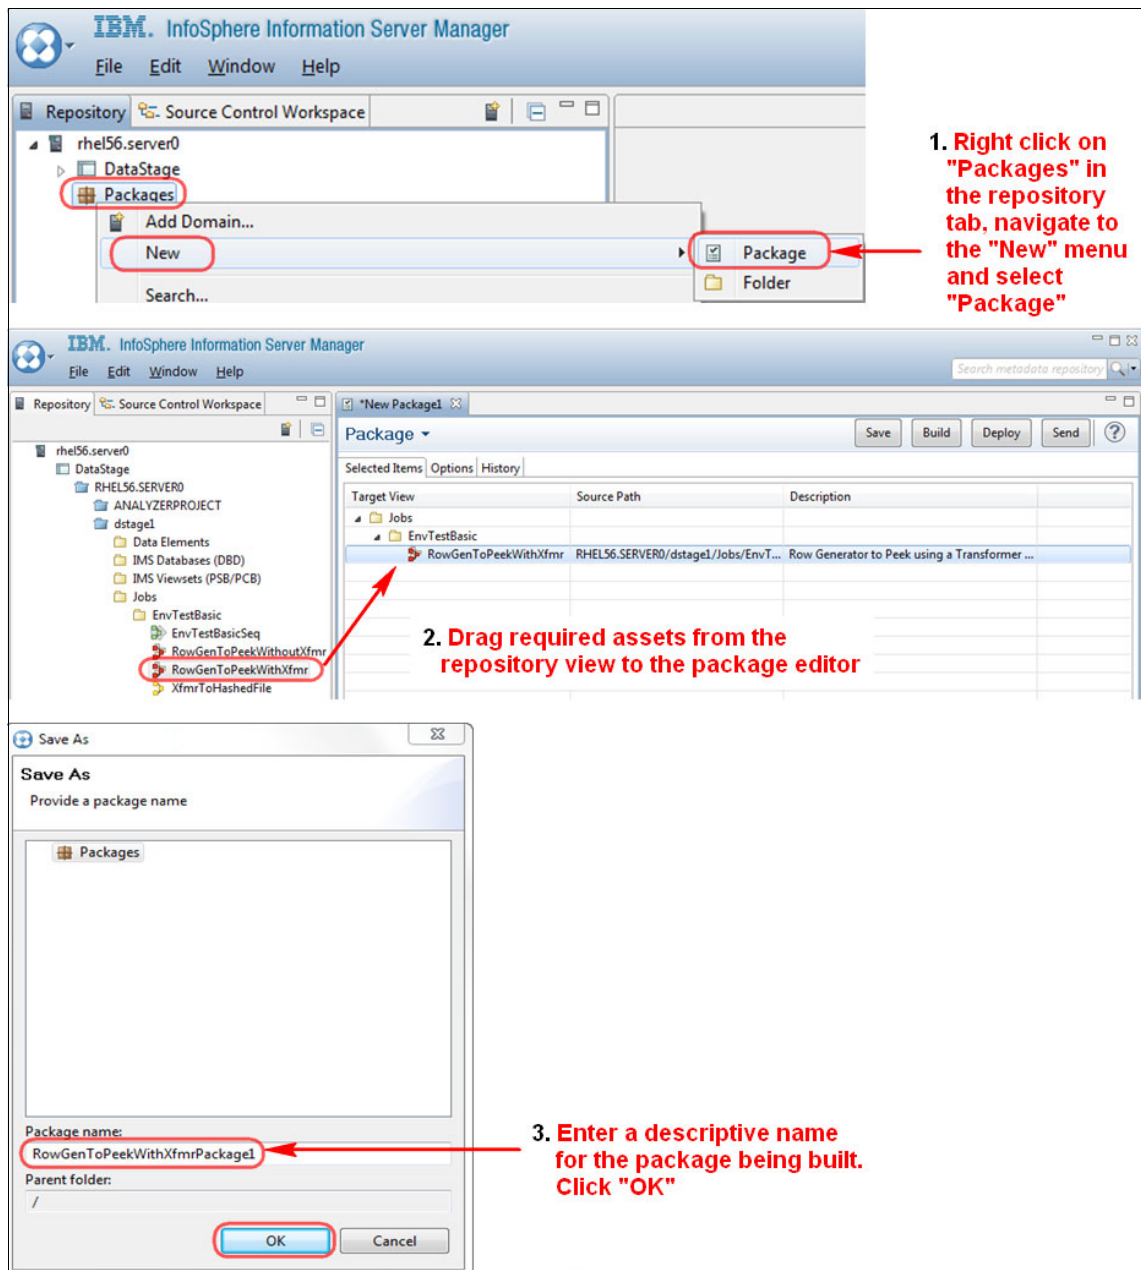 IBM. InfoSphere Information Server Manager
File Edit Window Help
Repository Source Control Workspace
rhel56.server0
DataStage
Packages
Add Domain...
New
Package
Folder
Search...
1. Right click on
"Packages" in
the repository
tab, navigate to
the "New" menu
and select
"Package"
IBM. InfoSphere Information Server Manager
File Edit Window Help
Search metadata repository
Repository Source Control Workspace
rhel56.server0
DataStage
RHEL56.SERVER0
ANALYZERPROJECT
dstage1
Data Elements
IMS Databases (DBD)
IMS Viewsets (PSB/PCB)
Jobs
EnvTestBasic
EnvTestBasicSeq
RowGenToPeekWithoutXfmr
RowGenToPeekWithXfmr
XfmrToHashedFile
*New Package1
Package
Save Build Deploy Send ?
Selected Items Options History
Target View Source Path Description
Jobs
EnvTestBasic
RowGenToPeekWithXfmr RHEL56.SERVER0/dstage1/Jobs/EnvT... Row Generator to Peek using a Transformer ...
2. Drag required assets from the
repository view to the package editor
Save As
Save As
Provide a package name
Packages
Package name:
RowGenToPeekWithXfmrPackage1
Parent folder:
/
OK Cancel
3. Enter a descriptive name
for the package being built.
Click "OK"